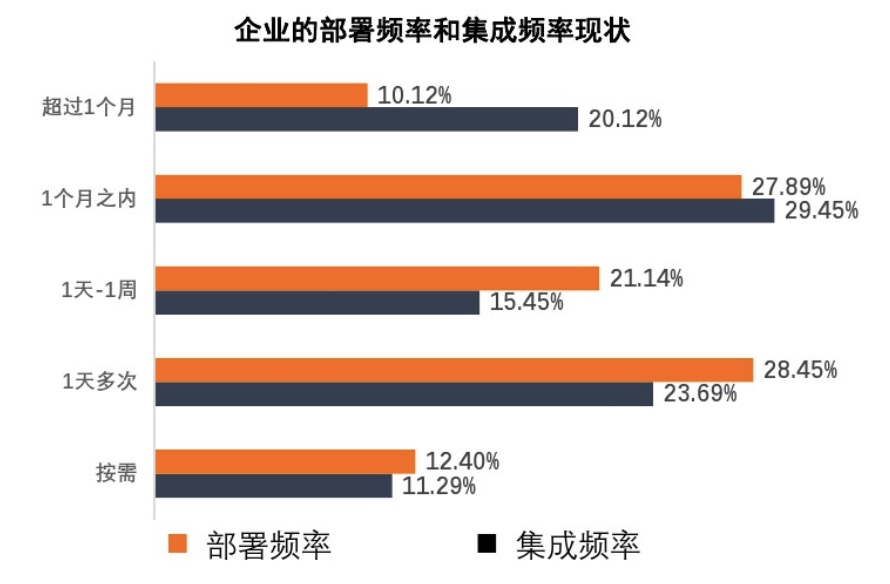 企业的部署频率和集成频率现状
超过1个月
10.12%
20.12%
1个月之内
27.89%
29.45%
1天-1周
21.14%
15.45%
1天多次
28.45%
23.69%
按需
12.40%
11.29%
部署频率
集成频率